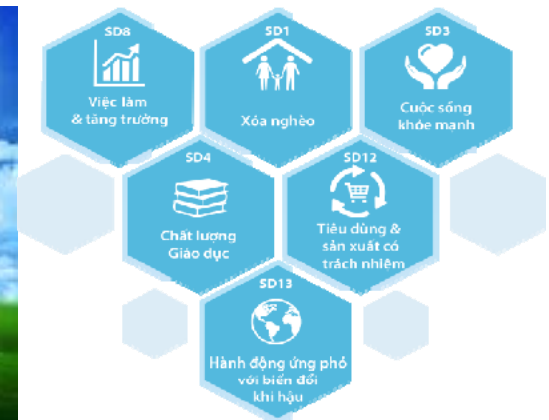 SD8
Việc làm
& tăng trưởng
SD1
Xóa nghèo
SD3
Cuộc sống
khỏe mạnh
SD4
Chất lượng
Giáo dục
SD12
Tiêu dùng &
sản xuất có
trách nhiệm
SD13
Hành động ứng phó
với biến đổi
khí hậu